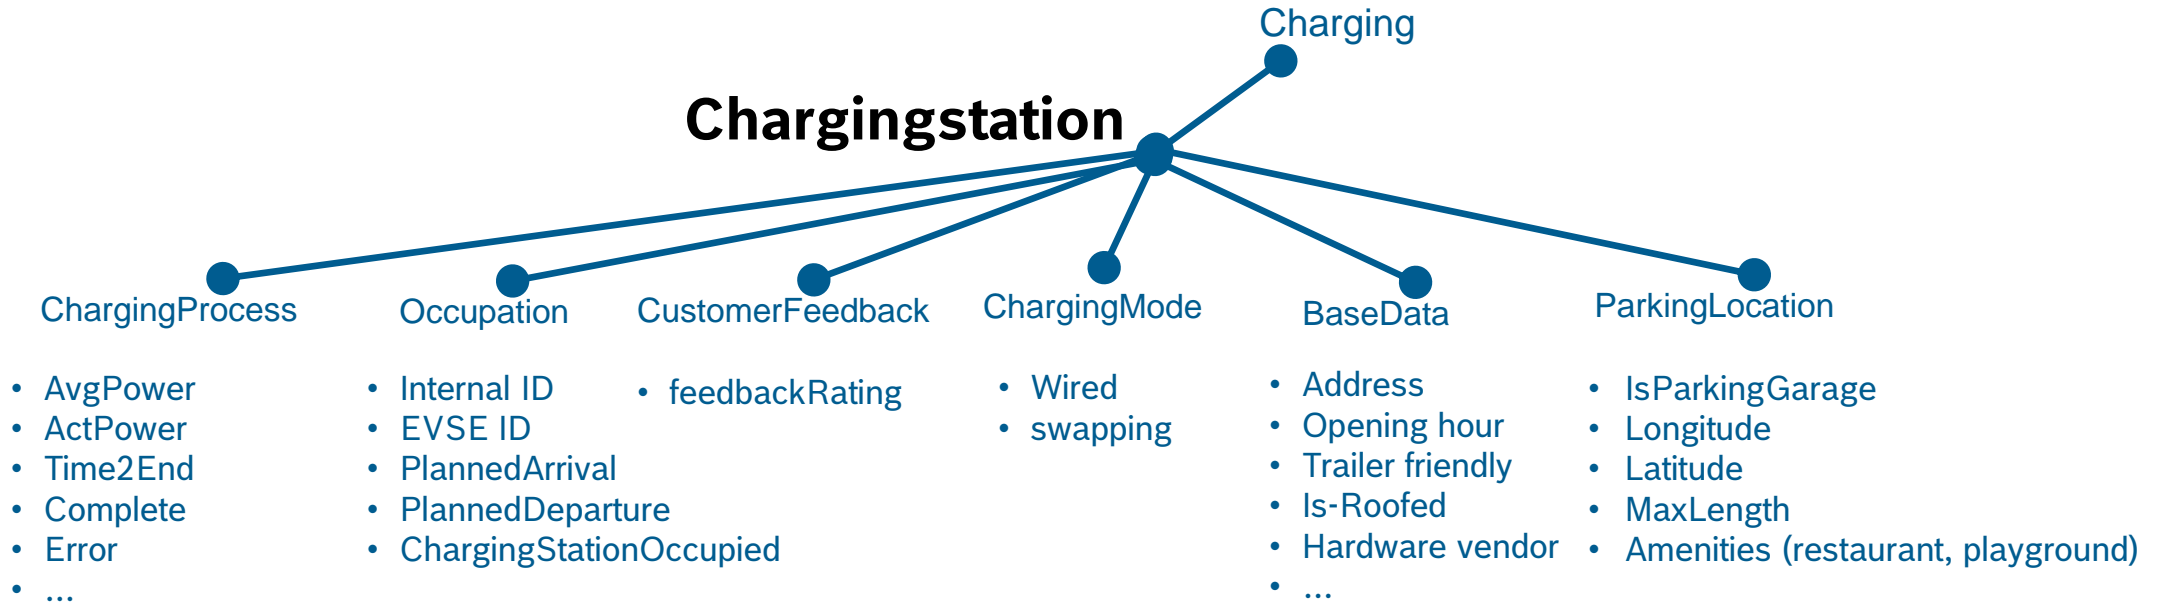 Charging
Chargingstation
ChargingProcess
• AvgPower
• ActPower
• Time2End
• Complete
• Error
• ...
Occupation
• Internal ID
• EVSE ID
• PlannedArrival
• PlannedDeparture
• ChargingStationOccupied
CustomerFeedback
• feedbackRating
ChargingMode
• Wired
• swapping
BaseData
• Address
• Opening hour
• Trailer friendly
• Is-Roofed
• Hardware vendor
• ...
ParkingLocation
• IsParkingGarage
• Longitude
• Latitude
• MaxLength
• Amenities (restaurant, playground)